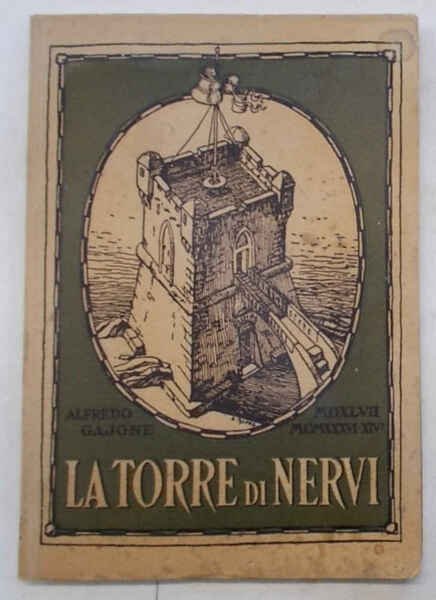 ALFREDO
GAJONE
MDXLVII
MCMXXXVI-XIV
LA TORRE DI NERVI